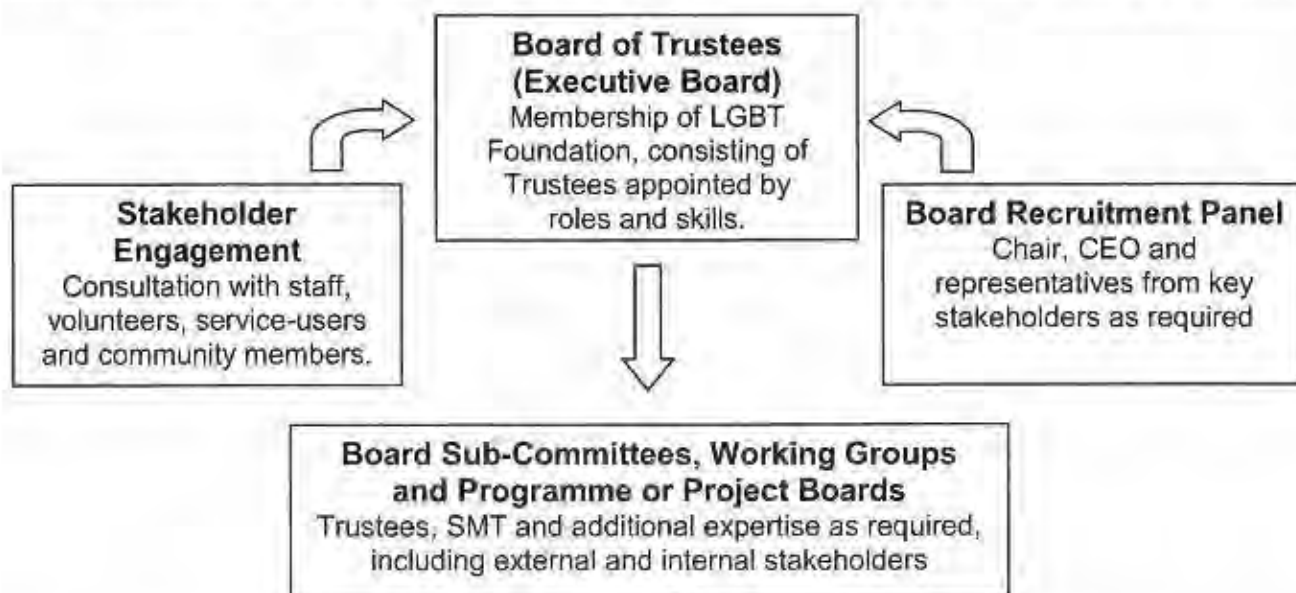 Board of Trustees
(Executive Board)
Membership of LGBT
Foundation, consisting of
Trustees appointed by
roles and skills.
Stakeholder
Engagement
Consultation with staff,
volunteers, service-users
and community members.
Board Recruitment Panel
Chair, CEO and
representatives from key
stakeholders as required
Board Sub-Committees, Working Groups
and Programme or Project Boards
Trustees, SMT and additional expertise as required,
including external and internal stakeholders